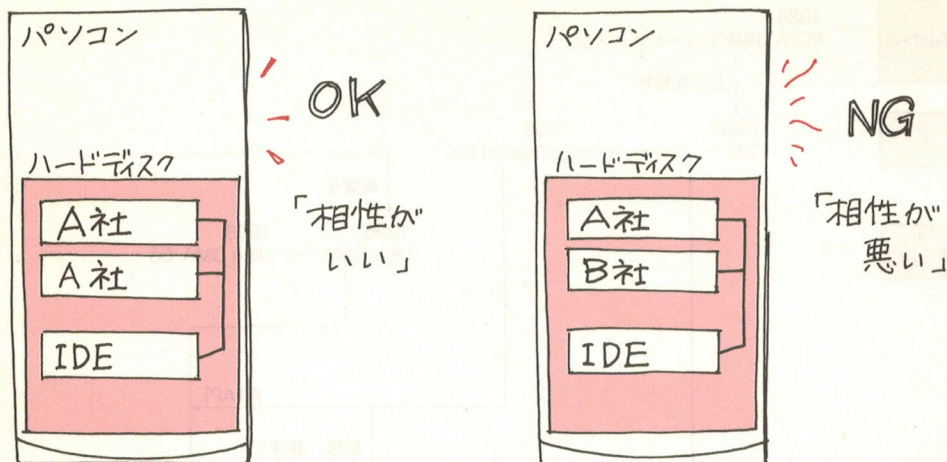 パソコン
ハードディスク
A社
A社
IDE
OK
「相性が
いい」
パソコン
ハードディスク
A社
B社
IDE
NG
「相性が
悪い」